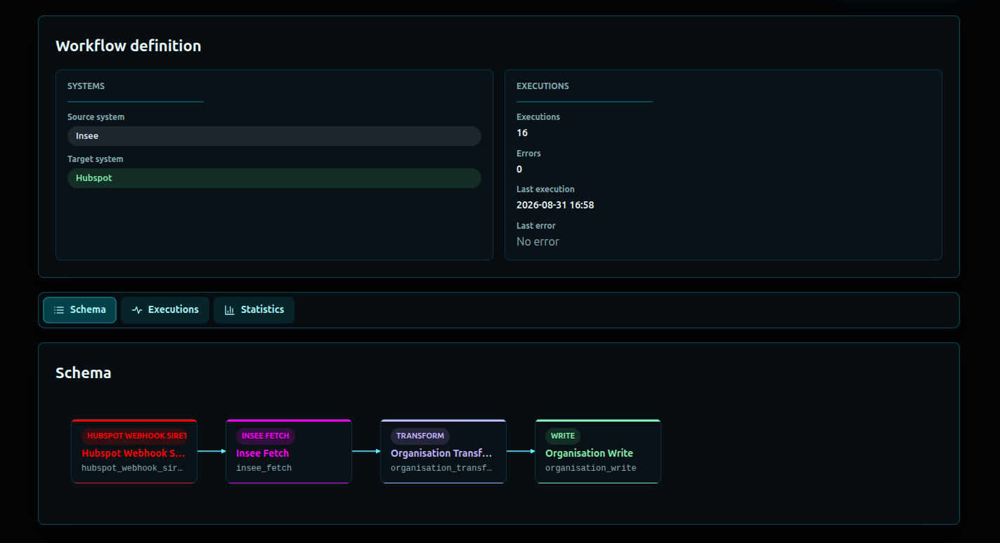 Workflow definition
SYSTEMS
Source system
Insee
Target system
Hubspot
EXECUTIONS
Executions
16
Errors
0
Last execution
2026-08-31 16:58
Last error
No error
Schema
Executions
Statistics
Schema
HUBSPOT WEBHOOK SIRET
Hubspot Webhook S...
hubspot_webhook_sir…
INSEE FETCH
Insee Fetch
insee_fetch
TRANSFORM
Organisation Transf...
organisation_transf…
WRITE
Organisation Write
organisation_write